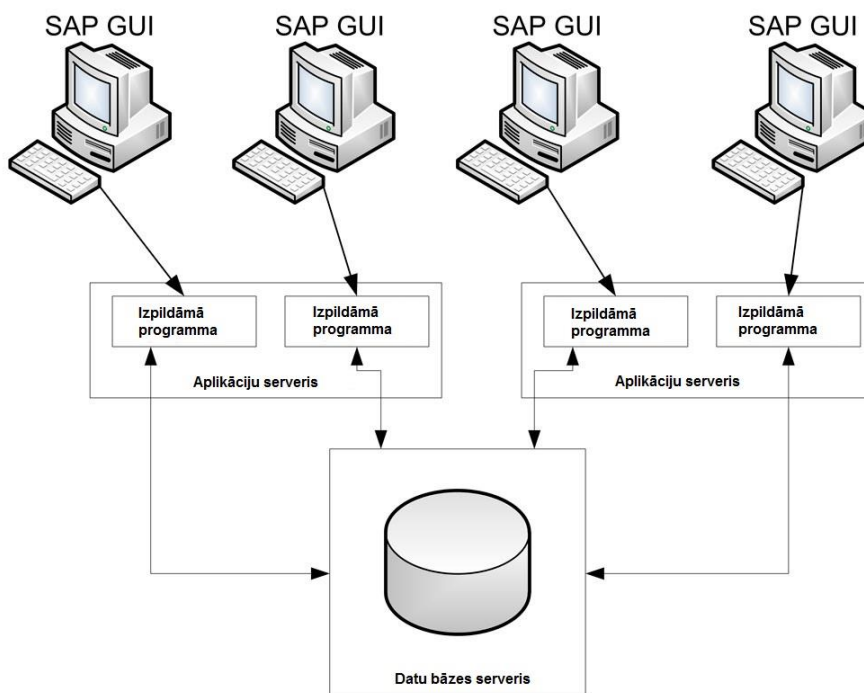 SAP GUI
SAP GUI
SAP GUI
SAP GUI
Izpildāmā
programma
Izpildāmā
programma
Izpildāmā
programma
Izpildāmā
programma
Aplikāciju serveris
Aplikāciju serveris
Datu bāzes serveris